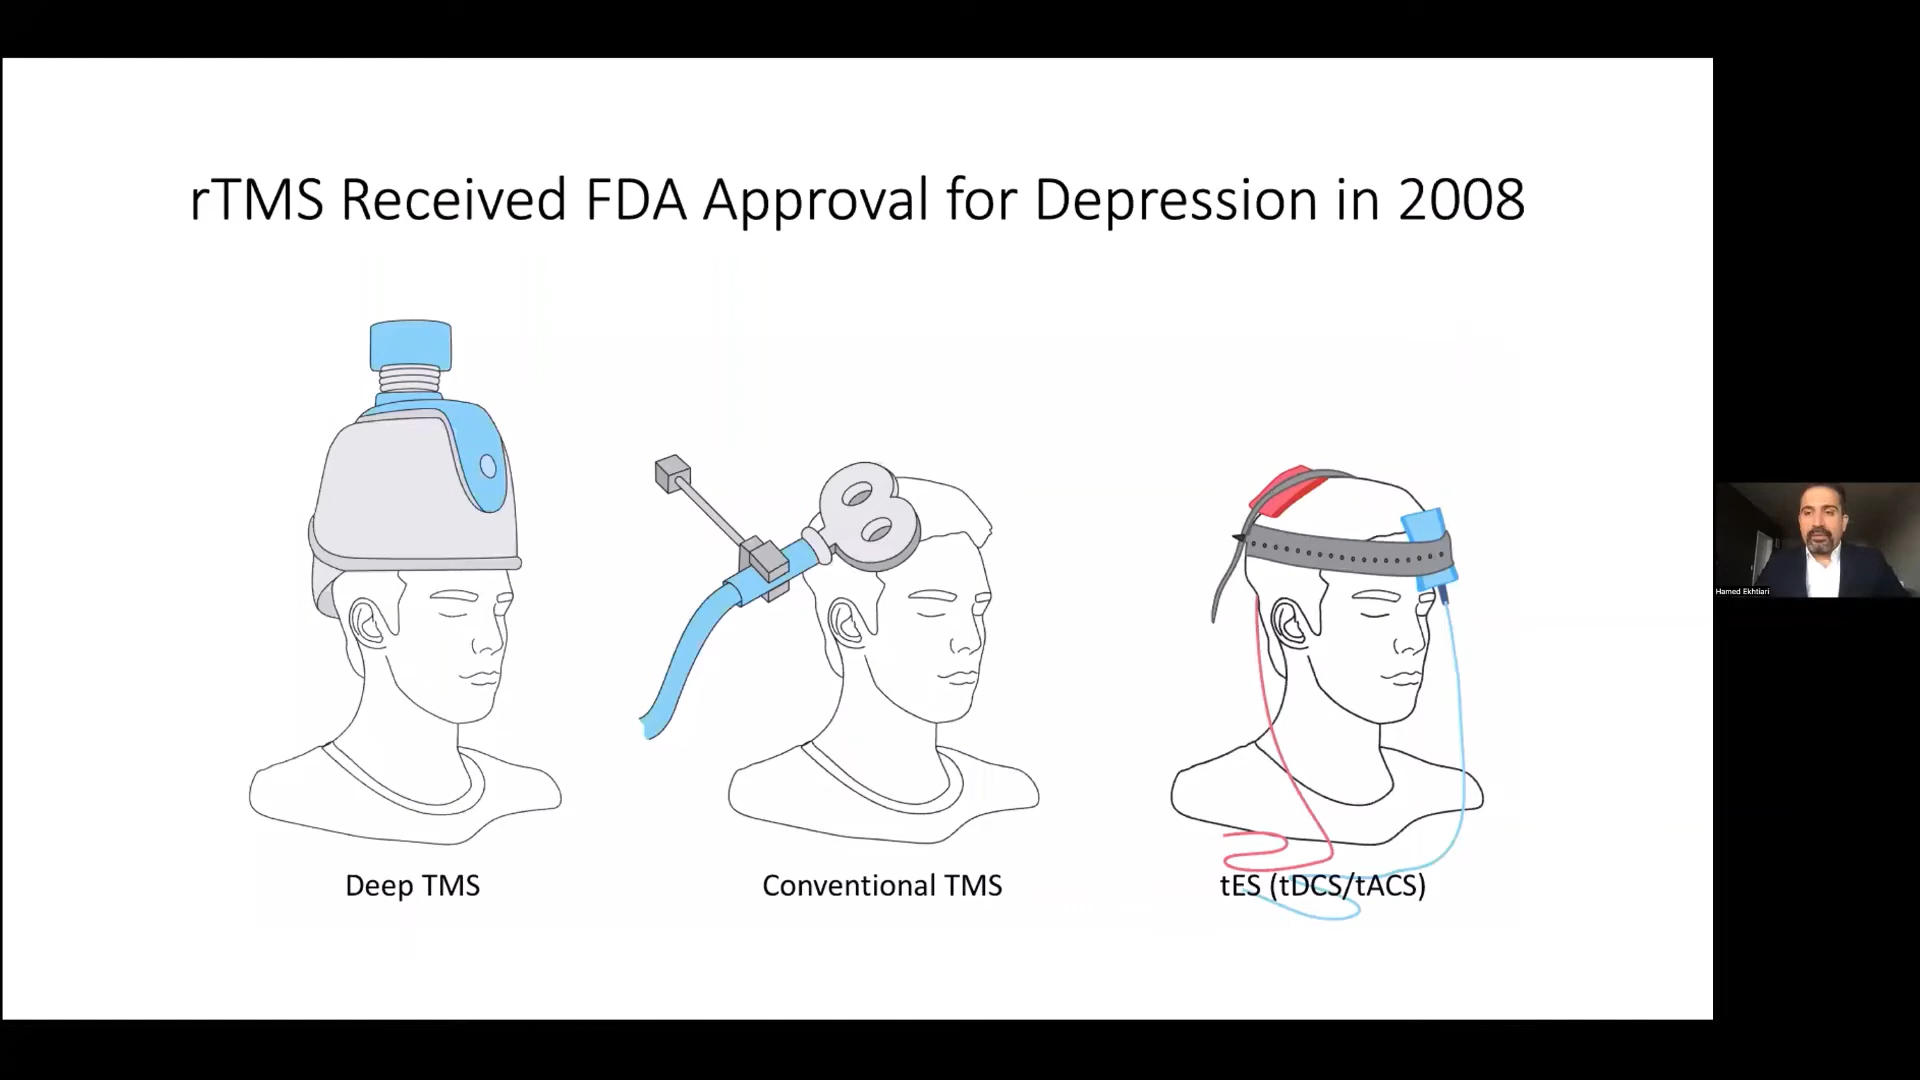 rTMS Received FDA Approval for Depression in 2008
Deep TMS
Conventional TMS
tES (tDCS/tACS)
Hamed Ekhtiari